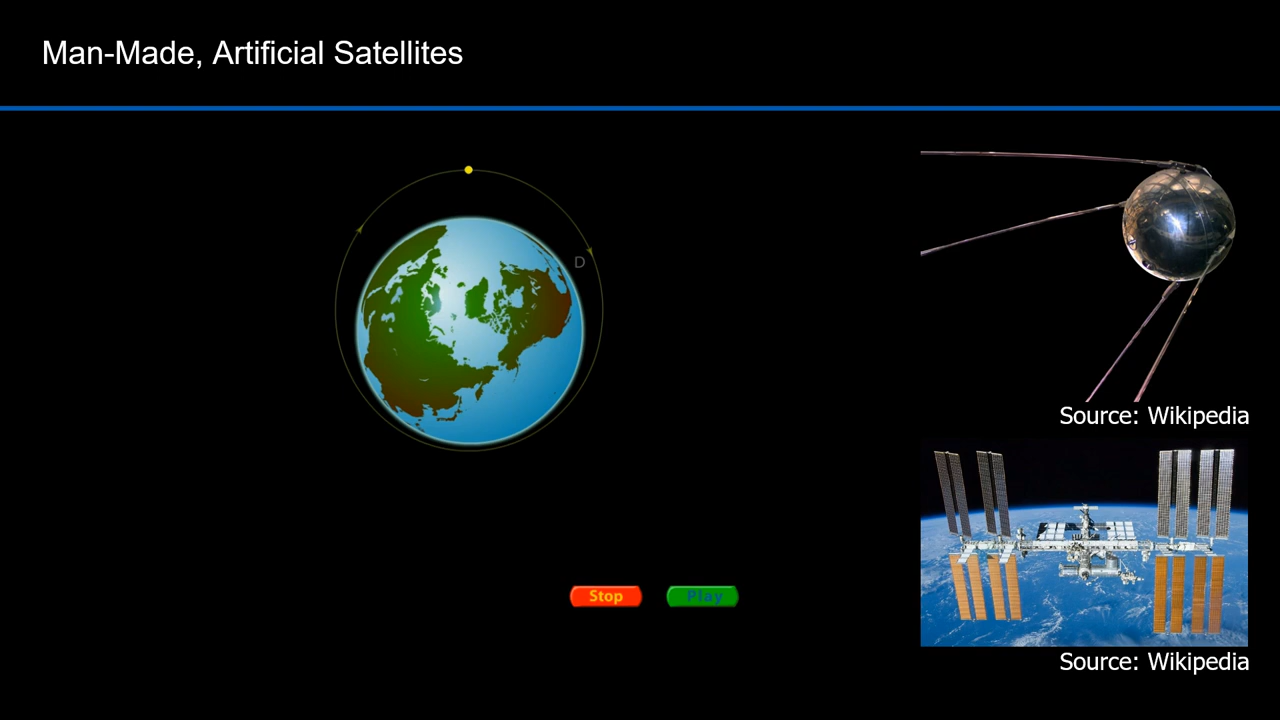 Man-Made, Artificial Satellites
D
Source: Wikipedia
Stop
Play
Source: Wikipedia